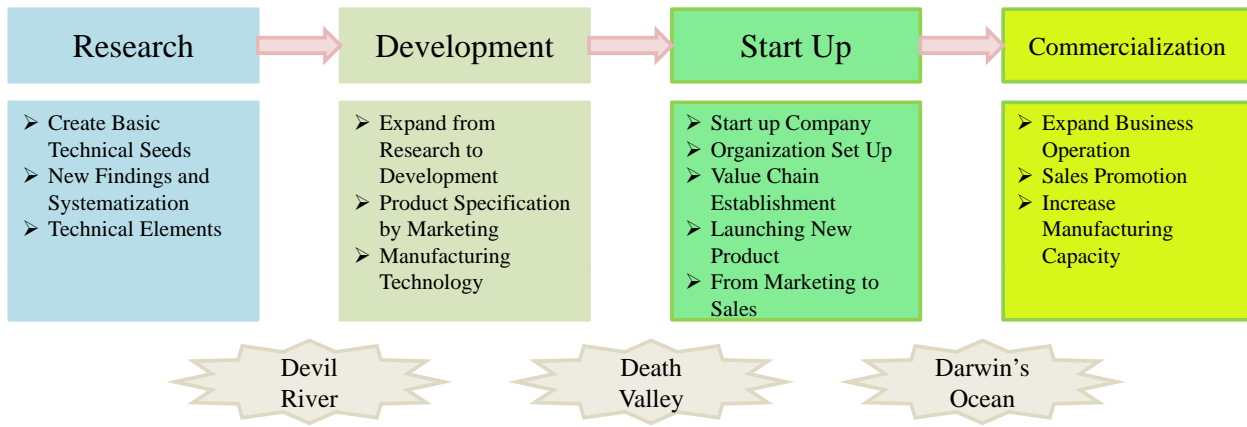 Research
Development
Start Up
Commercialization
➢ Create Basic
Technical Seeds
➢ New Findings and
Systematization
➢ Technical Elements
➢ Expand from
Research to
Development
➢ Product Specification
by Marketing
➢ Manufacturing
Technology
➢ Start up Company
➢ Organization Set Up
➢ Value Chain
Establishment
➢ Launching New
Product
➢ From Marketing to
Sales
➢ Expand Business
Operation
➢ Sales Promotion
➢ Increase
Manufacturing
Capacity
Devil
River
Death
Valley
Darwin’s
Ocean